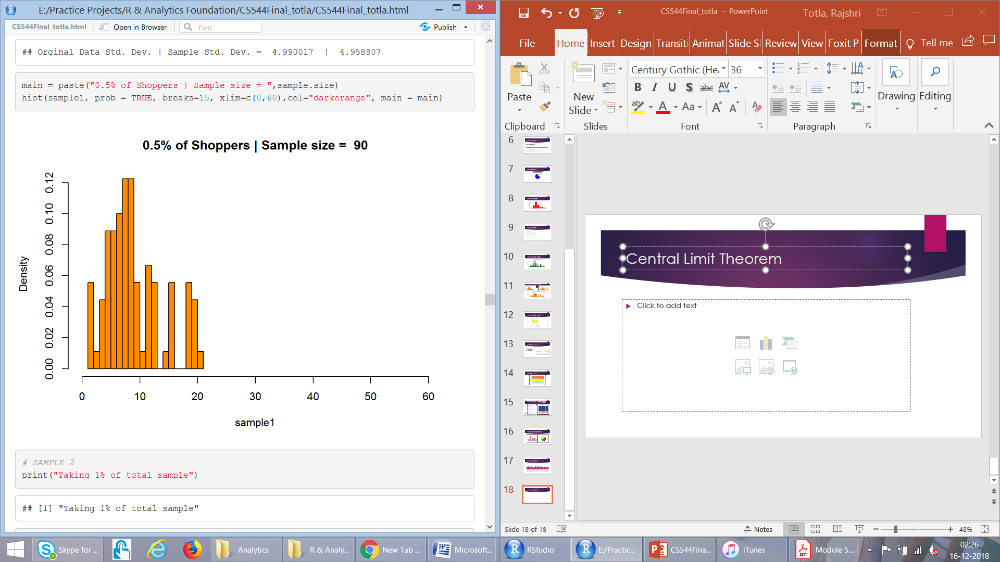 E:/Practice Projects/R & Analytics Foundation/CS544Final_totla/CS544Final_totla.html
CS544Final_totla.html
Open in Browser
Find
Publish
## Orginal Data Std. Dev. | Sample Std. Dev. =  4.990017  |  4.958807
main = paste("0.5% of Shoppers | Sample size = ",sample.size)
hist(sample1, prob = TRUE, breaks=15, xlim=c(0,60),col="darkorange", main = main)
0.5% of Shoppers | Sample size =  90
Density
0.00 0.02 0.04 0.06 0.08 0.10 0.12
0 10 20 30 40 50 60
sample1
# SAMPLE 2
print("Taking 1% of total sample")
## [1] "Taking 1% of total sample"
CS544Final_totla - PowerPoint
Totla, Rajshri
File Home Insert Design Transiti Animat Slide Sl Review View Foxit P Format Tell me
Paste
Clipboard
New
Slide
Slides
Century Gothic (Hea 36
B I U S abc AV
ab A Aa A A
Font
Paragraph
Drawing
Editing
6
7
8
9
10
11
12
13
14
15
16
17
18
Central Limit Theorem
Click to add text
Slide 18 of 18
Notes
48%
Skype for ...
Analytics
R & Analy...
New Tab ...
Microsoft...
RStudio
E:/Practic...
CS544Fina...
iTunes
Module 5....
02:26
16-12-2018